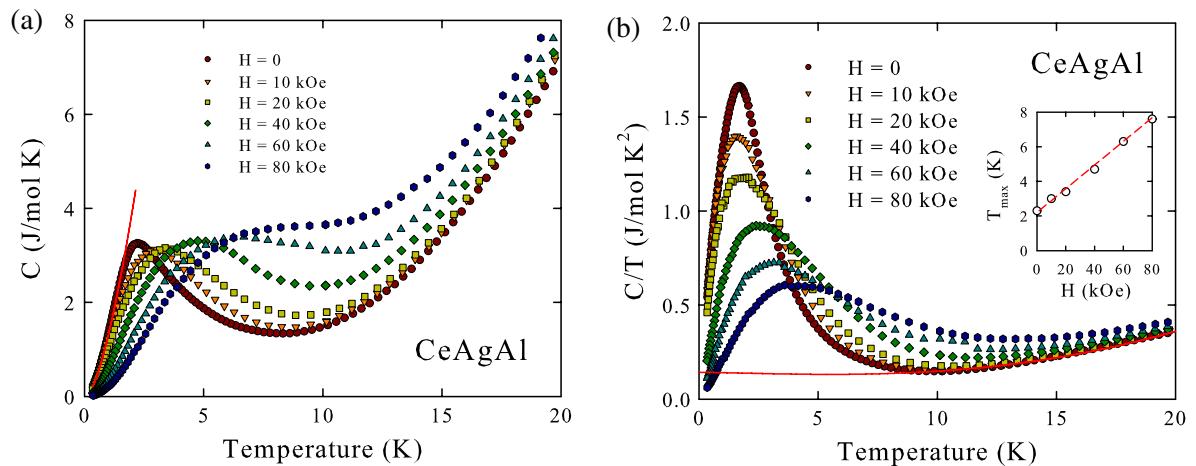 (a)
8
6
4
2
0
C (J/mol K)
H = 0
H = 10 kOe
H = 20 kOe
H = 40 kOe
H = 60 kOe
H = 80 kOe
CeAgAl
0 5 10 15 20
Temperature (K)
(b)
2.0
1.5
1.0
0.5
0.0
C/T (J/mol K²)
H = 0
H = 10 kOe
H = 20 kOe
H = 40 kOe
H = 60 kOe
H = 80 kOe
CeAgAl
8
6
4
2
0
Tmax (K)
0 20 40 60 80
H (kOe)
0 5 10 15 20
Temperature (K)